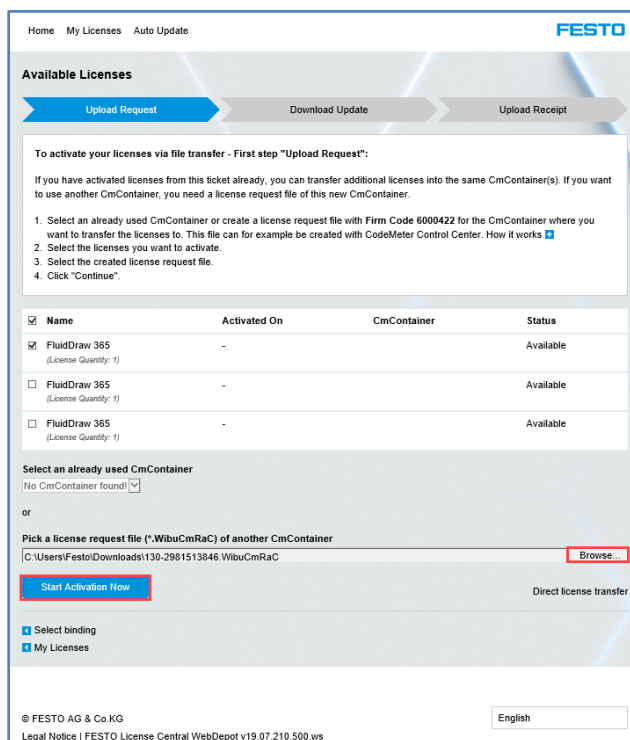 Home My Licenses Auto Update
FESTO
Available Licenses
Upload Request
Download Update
Upload Receipt
To activate your licenses via file transfer - First step "Upload Request":
If you have activated licenses from this ticket already, you can transfer additional licenses into the same CmContainer(s). If you want
to use another CmContainer, you need a license request file of this new CmContainer.
1. Select an already used CmContainer or create a license request file with Firm Code 6000422 for the CmContainer where you
want to transfer the licenses to. This file can for example be created with CodeMeter Control Center. How it works
2. Select the licenses you want to activate.
3. Select the created license request file.
4. Click "Continue".
Name Activated On CmContainer Status
FluidDraw 365 - Available
(License Quantity: 1)
FluidDraw 365 - Available
(License Quantity: 1)
FluidDraw 365 - Available
(License Quantity: 1)
Select an already used CmContainer
No CmContainer found!
or
Pick a license request file (*.WibuCmRaC) of another CmContainer
C:\Users\Festo\Downloads\130-2981513846.WibuCmRaC Browse...
Start Activation Now
Direct license transfer
Select binding
My Licenses
© FESTO AG & Co.KG
English
Legal Notice | FESTO License Central WebDepot v19.07.210.500.ws